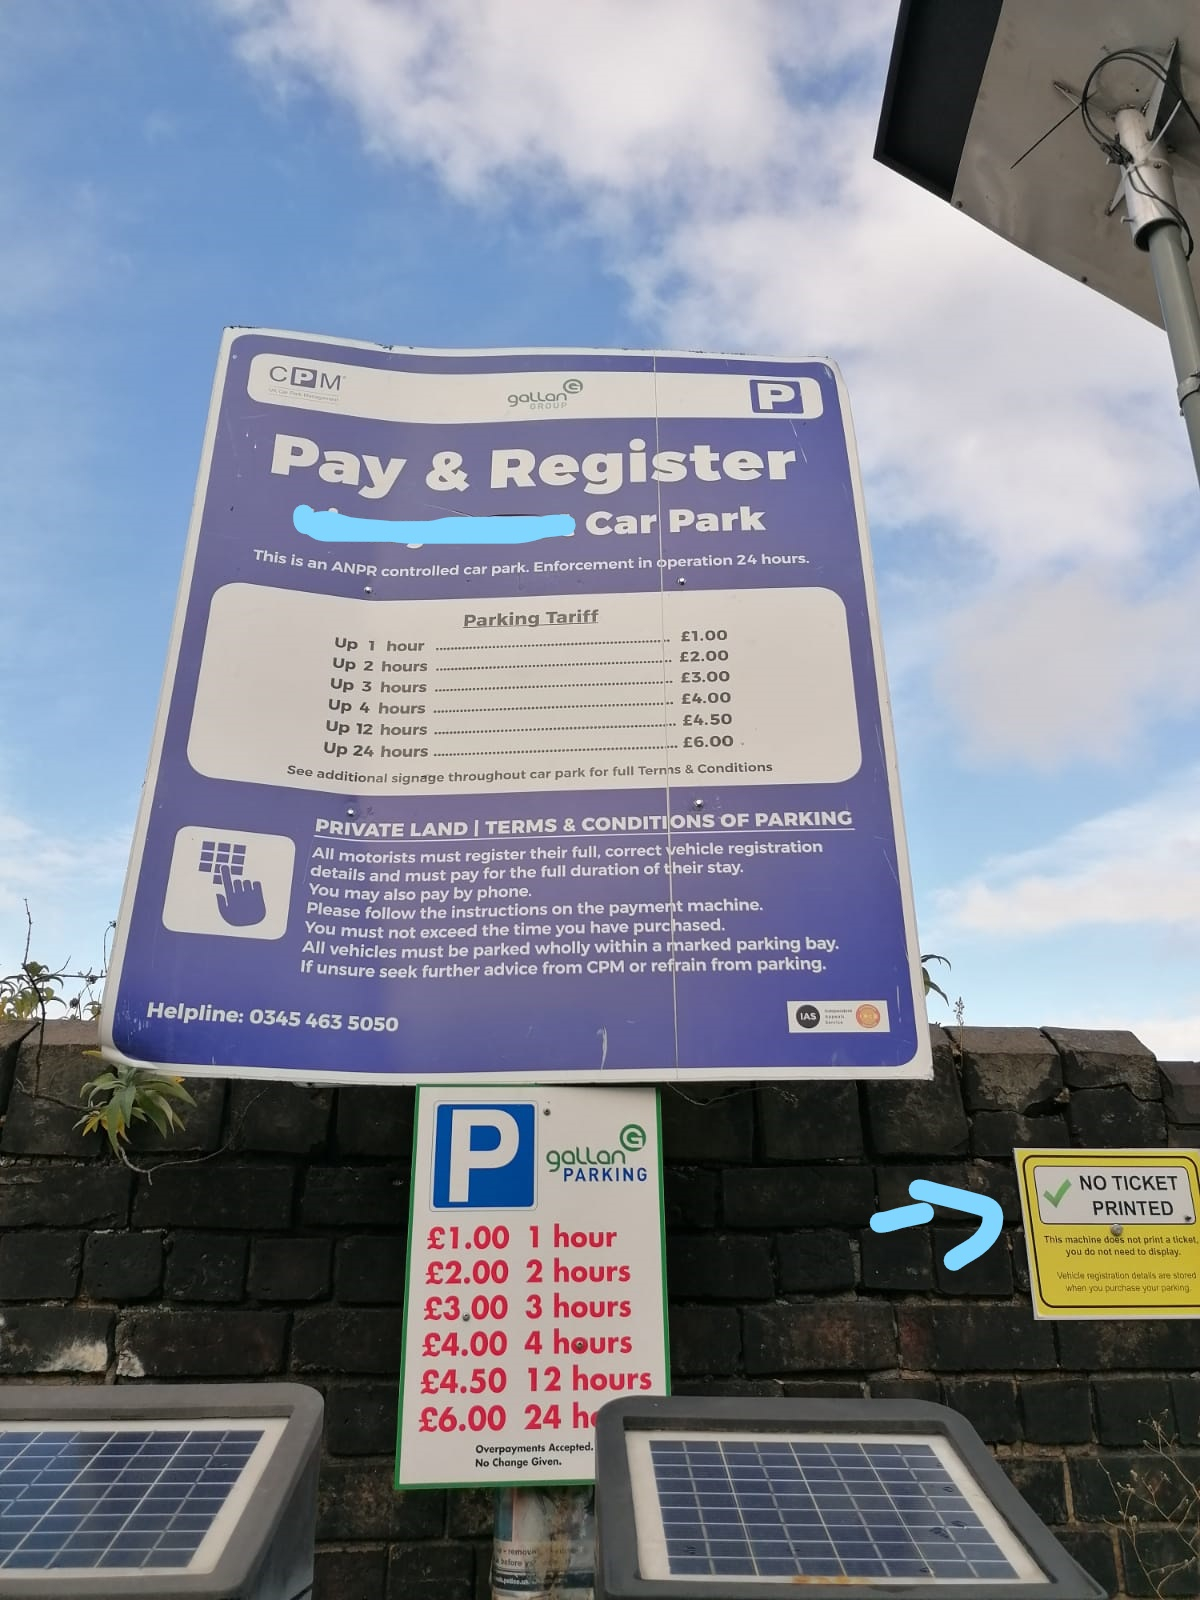 CPM
UK Car Park Management
gallan
GROUP
P
Pay & Register
Car Park
This is an ANPR controlled car park. Enforcement in operation 24 hours.
Parking Tariff
Up 1 hour ........ £1.00
Up 2 hours ........ £2.00
Up 3 hours ........ £3.00
Up 4 hours ........ £4.00
Up 12 hours ........ £4.50
Up 24 hours ........ £6.00
See additional signage throughout car park for full Terms & Conditions
PRIVATE LAND | TERMS & CONDITIONS OF PARKING
All motorists must register their full, correct vehicle registration
details and must pay for the full duration of their stay.
You may also pay by phone.
Please follow the instructions on the payment machine.
You must not exceed the time you have purchased.
All vehicles must be parked wholly within a marked parking bay.
If unsure seek further advice from CPM or refrain from parking.
Helpline: 0345 463 5050
IAS
Independent
Appeals
Service
P
gallan
PARKING
£1.00 1 hour
£2.00 2 hours
£3.00 3 hours
£4.00 4 hours
£4.50 12 hours
£6.00 24 ho
Overpayments Accepted.
No Change Given.
NO TICKET
PRINTED
This machine does not print a ticket,
you do not need to display.
Vehicle registration details are stored
when you purchase your parking.